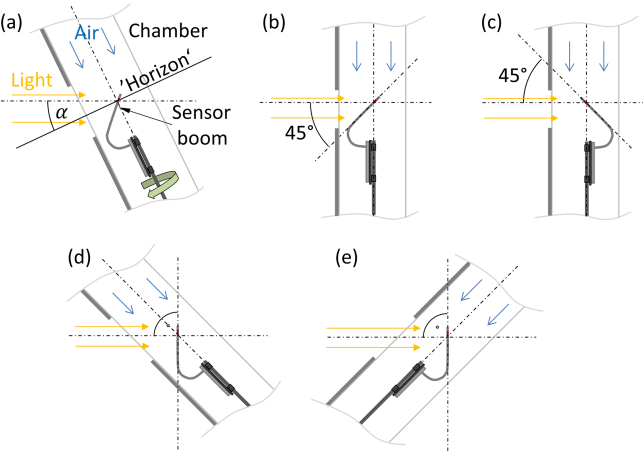 (a)
Air
Chamber
Light
'Horizon'
α
Sensor
boom
(b)
45°
(c)
45°
(d)
(e)